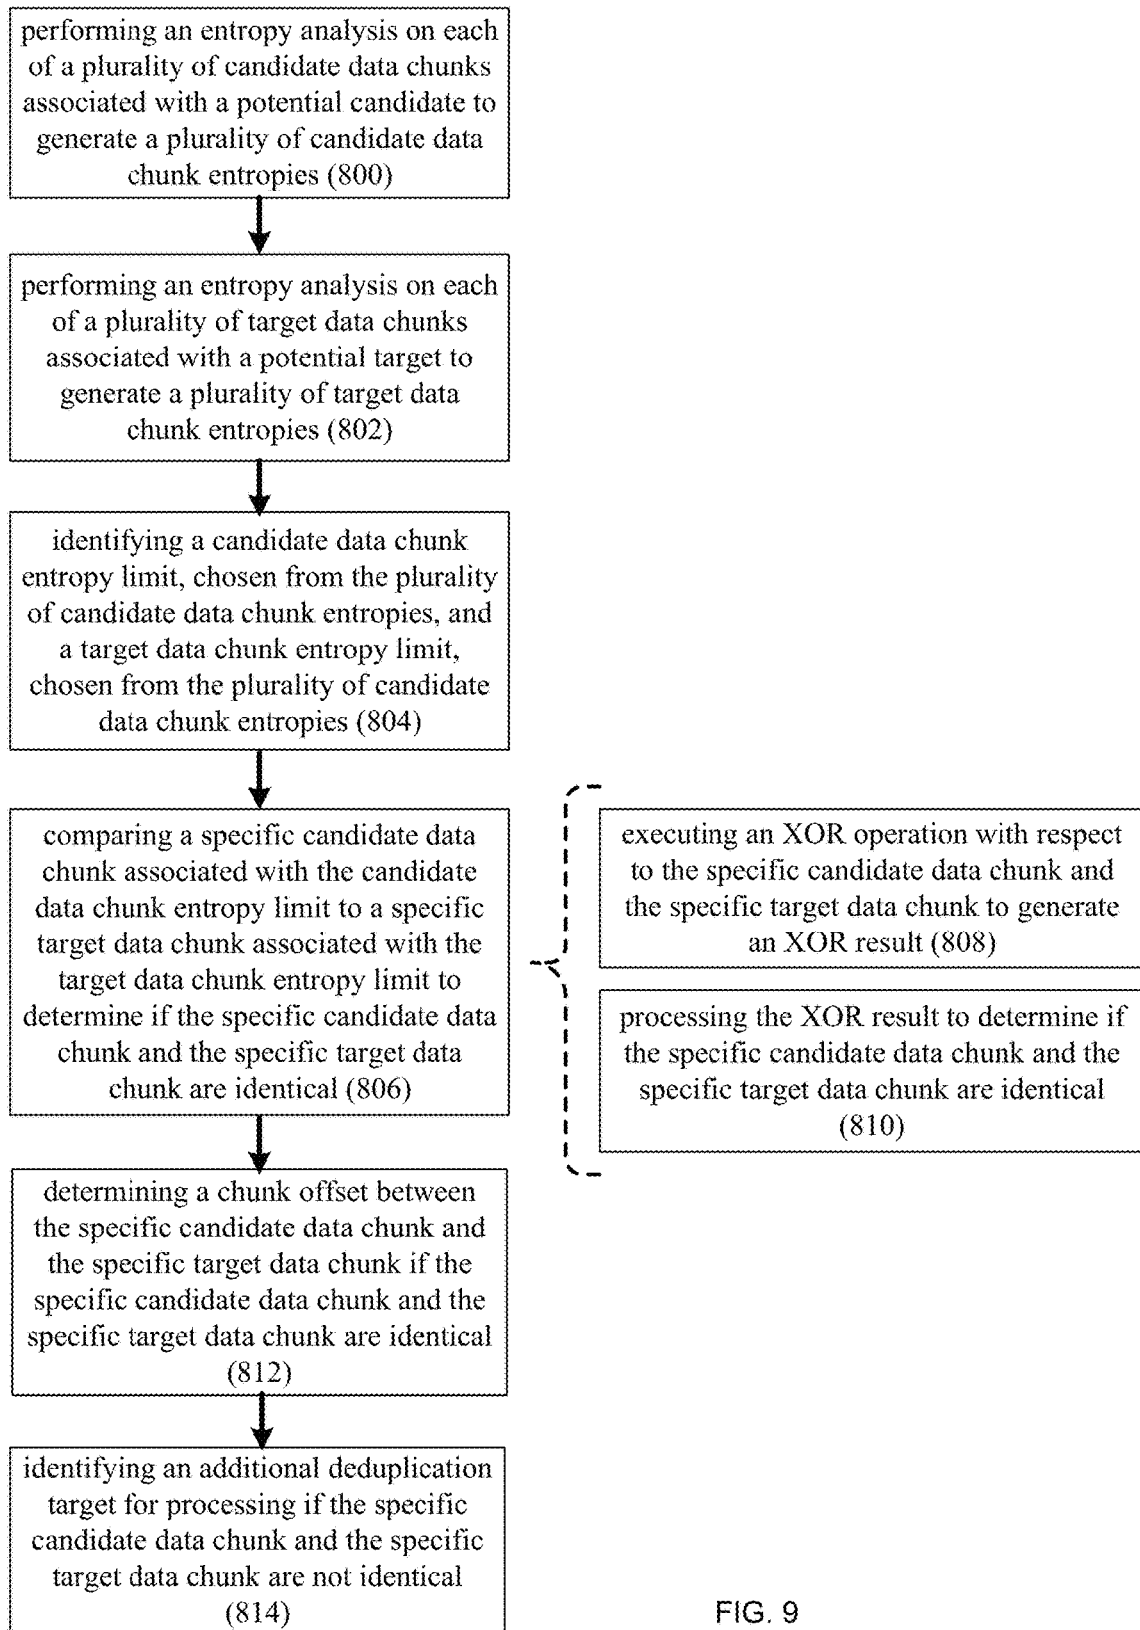 performing an entropy analysis on each
of a plurality of candidate data chunks
associated with a potential candidate to
generate a plurality of candidate data
chunk entropies (800)
performing an entropy analysis on each
of a plurality of target data chunks
associated with a potential target to
generate a plurality of target data
chunk entropies (802)
identifying a candidate data chunk
entropy limit, chosen from the plurality
of candidate data chunk entropies, and
a target data chunk entropy limit,
chosen from the plurality of candidate
data chunk entropies (804)
comparing a specific candidate data
chunk associated with the candidate
data chunk entropy limit to a specific
target data chunk associated with the
target data chunk entropy limit to
determine if the specific candidate data
chunk and the specific target data
chunk are identical (806)
executing an XOR operation with respect
to the specific candidate data chunk and
the specific target data chunk to generate
an XOR result (808)
processing the XOR result to determine if
the specific candidate data chunk and the
specific target data chunk are identical
(810)
determining a chunk offset between
the specific candidate data chunk and
the specific target data chunk if the
specific candidate data chunk and the
specific target data chunk are identical
(812)
identifying an additional deduplication
target for processing if the specific
candidate data chunk and the specific
target data chunk are not identical
(814)
FIG. 9